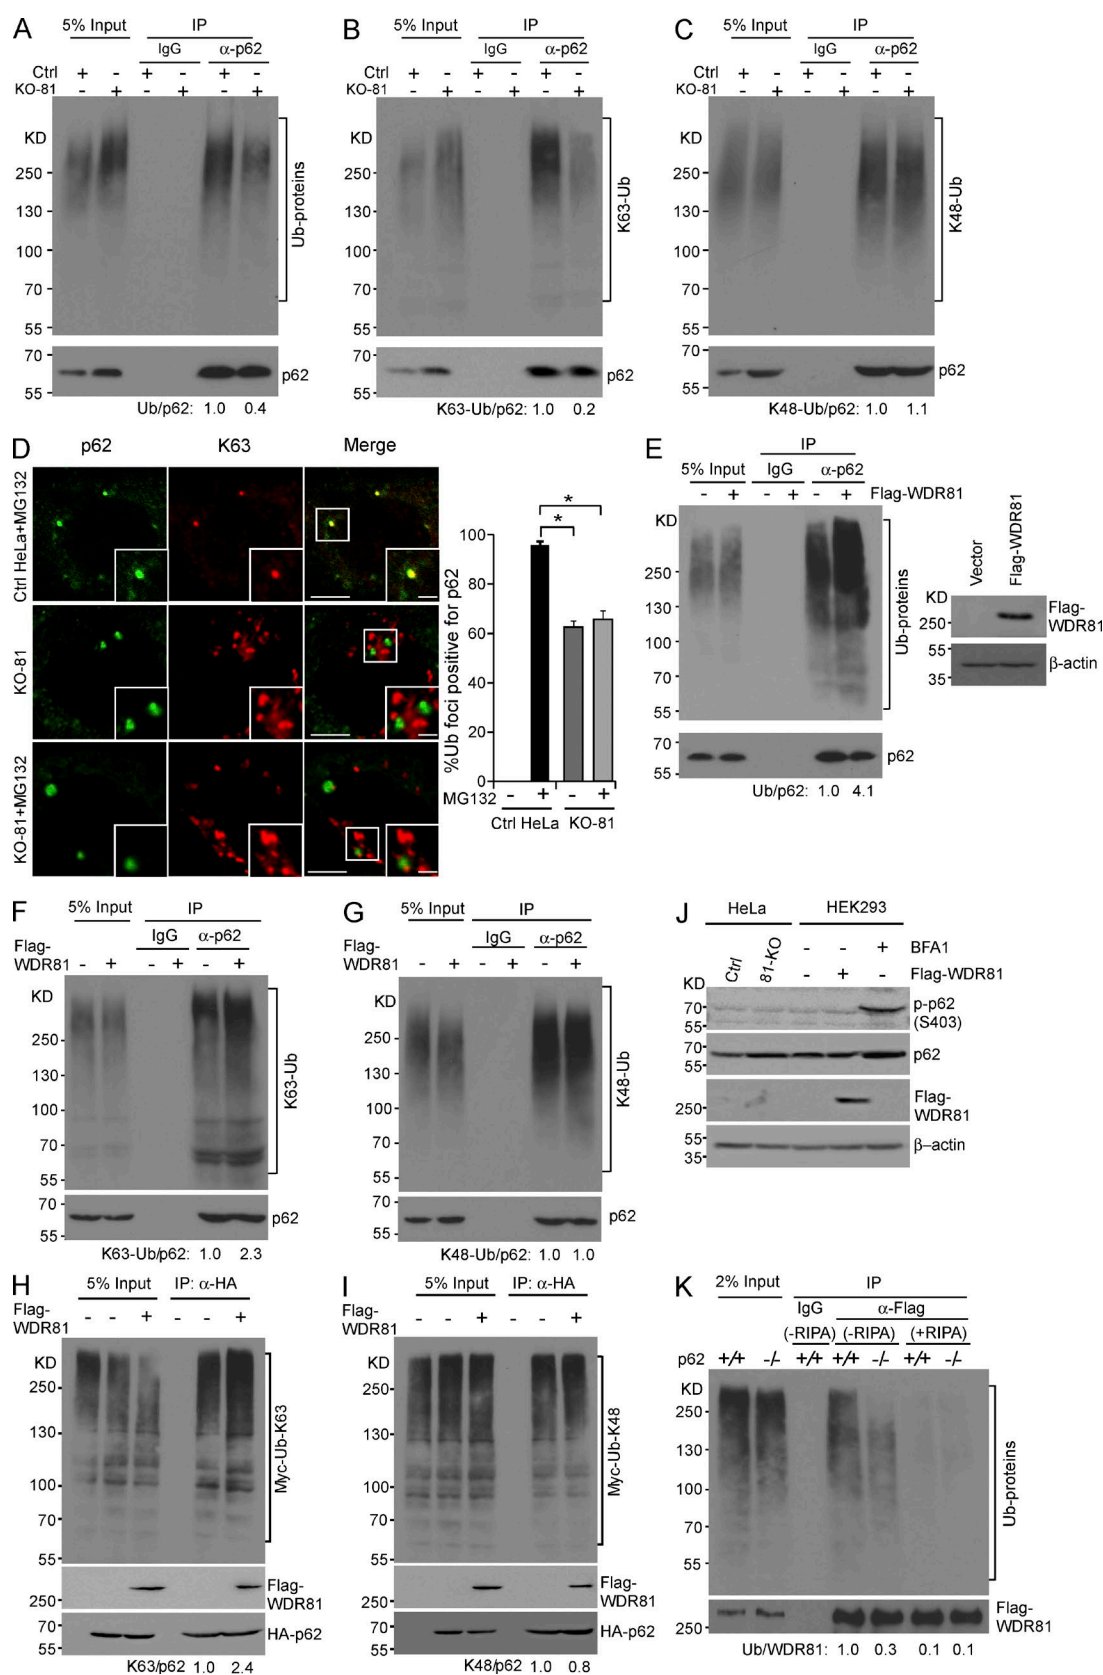 A
5% Input
IP
IgG
α-p62
Ctrl + - + - + -
KO-81 - + - + - +
KD
250
130
100
70
55
Ub-proteins
70
55
p62
Ub/p62: 1.0 0.4
B
5% Input
IP
IgG
α-p62
Ctrl + - + - + -
KO-81 - + - + - +
KD
250
130
100
70
55
K63-Ub
70
55
p62
K63-Ub/p62: 1.0 0.2
C
5% Input
IP
IgG
α-p62
Ctrl + - + - + -
KO-81 - + - + - +
KD
250
130
100
70
55
K48-Ub
70
55
p62
K48-Ub/p62: 1.0 1.1
D
p62 K63 Merge
Ctrl HeLa+MG132
KO-81
KO-81+MG132
%Ub foci positive for p62
100
80
60
40
20
0
*
*
MG132 - + - +
Ctrl HeLa KO-81
E
IP
5% Input IgG α-p62
- + - + - + Flag-WDR81
KD
250
130
100
70
55
Ub-proteins
70
55
p62
Ub/p62: 1.0 4.1
Vector
Flag-WDR81
KD
250
Flag-
WDR81
55
35
β-actin
F
5% Input
IP
IgG
α-p62
Flag-
WDR81 - + - + - +
KD
250
130
100
70
55
K63-Ub
70
55
p62
K63-Ub/p62: 1.0 2.3
G
5% Input
IP
IgG
α-p62
Flag-
WDR81 - + - + - +
KD
250
130
100
70
55
K48-Ub
70
55
p62
K48-Ub/p62: 1.0 1.0
J
HeLa HEK293
Ctrl
81-KO
- - + BFA1
- + - Flag-WDR81
KD
70
55
p-p62
(S403)
70
55
p62
250
Flag-
WDR81
55
35
β-actin
H
5% Input IP: α-HA
Flag-
WDR81 - - + - +
KD
250
130
100
70
55
Myc-Ub-K63
250
Flag-
WDR81
70
55
HA-p62
K63/p62 1.0 2.4
I
5% Input IP: α-HA
Flag-
WDR81 - - + - +
KD
250
130
100
70
55
Myc-Ub-K48
250
Flag-
WDR81
70
55
HA-p62
K48/p62 1.0 0.8
K
2% Input
IP
IgG
α-Flag
(-RIPA) (-RIPA) (+RIPA)
p62 +/+ -/- +/+ +/+ -/- +/+ -/-
KD
250
130
100
70
55
Ub-proteins
250
Flag-
WDR81
Ub/WDR81: 1.0 0.3 0.1 0.1